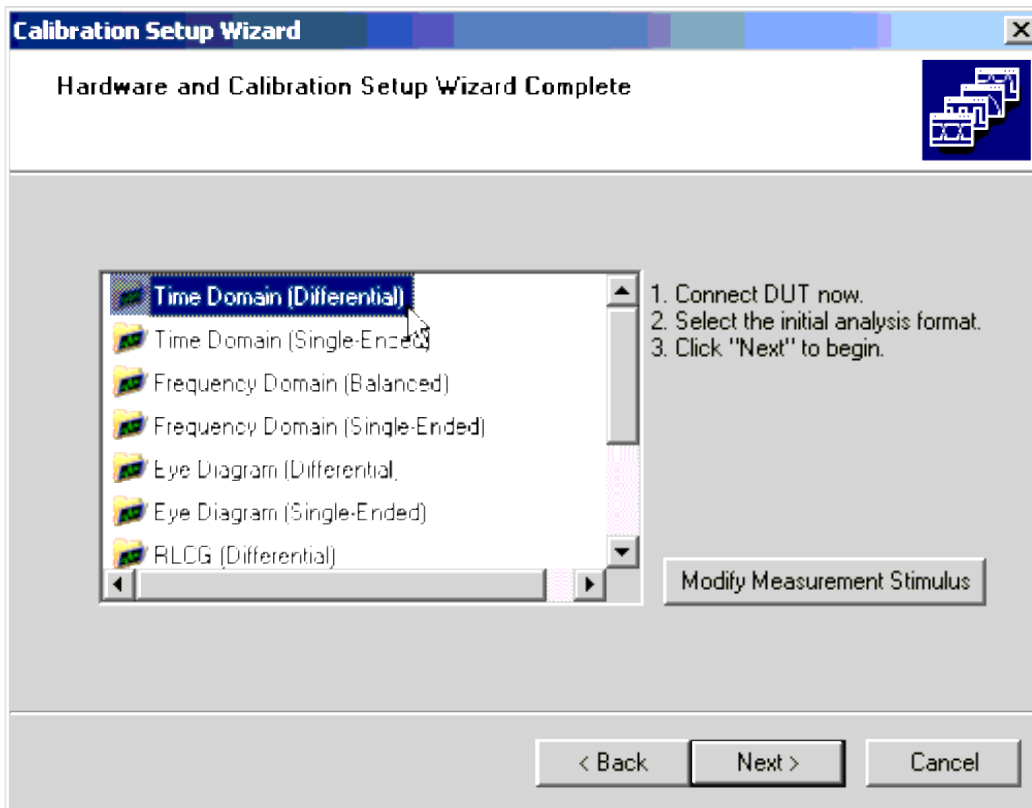 Calibration Setup Wizard
Hardware and Calibration Setup Wizard Complete
Time Domain (Differential)
Time Domain (Single-Ended)
Frequency Domain (Balanced)
Frequency Domain (Single-Ended)
Eye Diagram (Differential)
Eye Diagram (Single-Ended)
RLCG (Differential)
1. Connect DUT now.
2. Select the initial analysis format.
3. Click "Next" to begin.
Modify Measurement Stimulus
< Back
Next >
Cancel